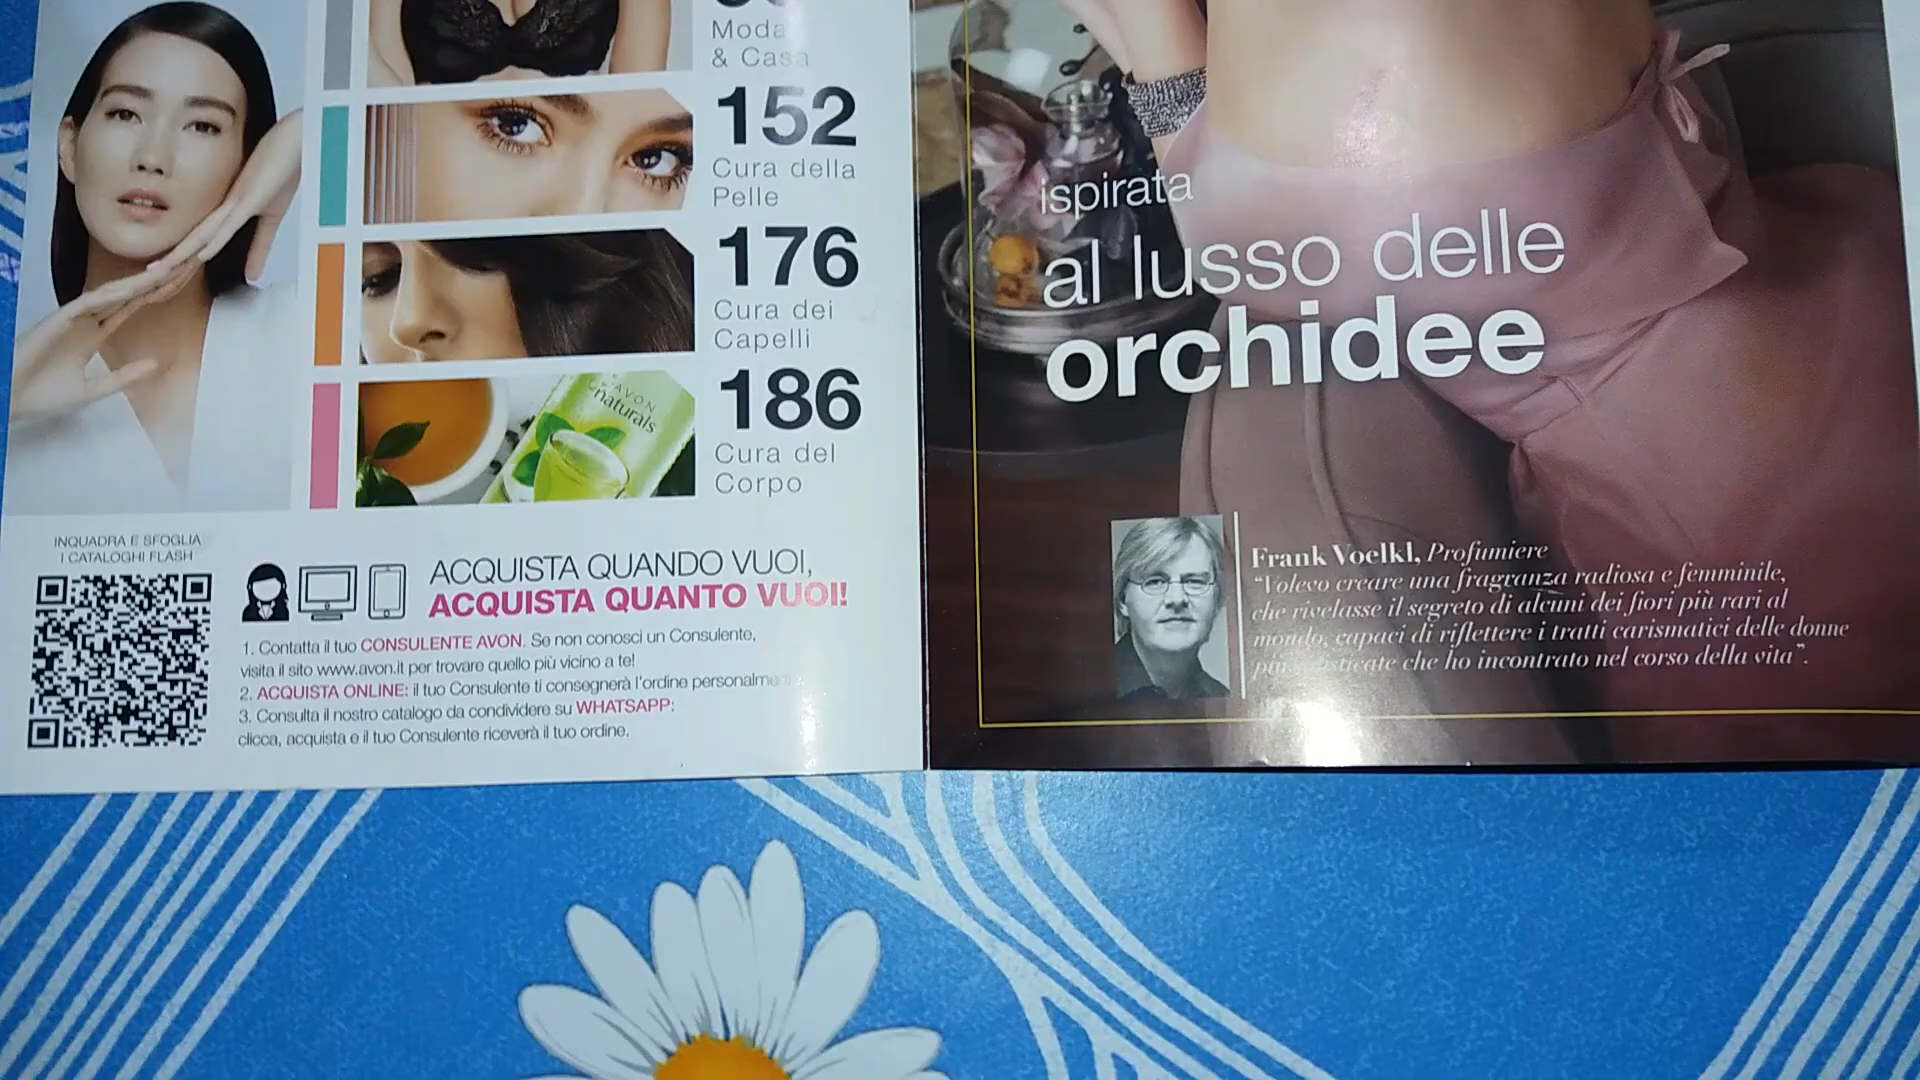 Moda
& Casa
152
Cura della
Pelle
176
Cura dei
Capelli
AVON
naturals
186
Cura del
Corpo
INQUADRA E SFOGLIA
I CATALOGHI FLASH
ACQUISTA QUANDO VUOI,
ACQUISTA QUANTO VUOI!
1. Contatta il tuo CONSULENTE AVON. Se non conosci un Consulente,
visita il sito www.avon.it per trovare quello più vicino a te!
2. ACQUISTA ONLINE: il tuo Consulente ti consegnerà l'ordine
3. Consulta il nostro catalogo da condividere su WHATSAPP:
clicca, acquista e il tuo Consulente riceverà il tuo ordine.
ispirata
al lusso delle
orchidee
Frank Voelkl, Profumiere
"Volevo creare una fragranza radiosa e femminile,
che rivelasse il segreto di alcuni dei fiori più rari al
mondo, capaci di riflettere i tratti carismatici delle donne
più che ho incontrato nel corso della vita".